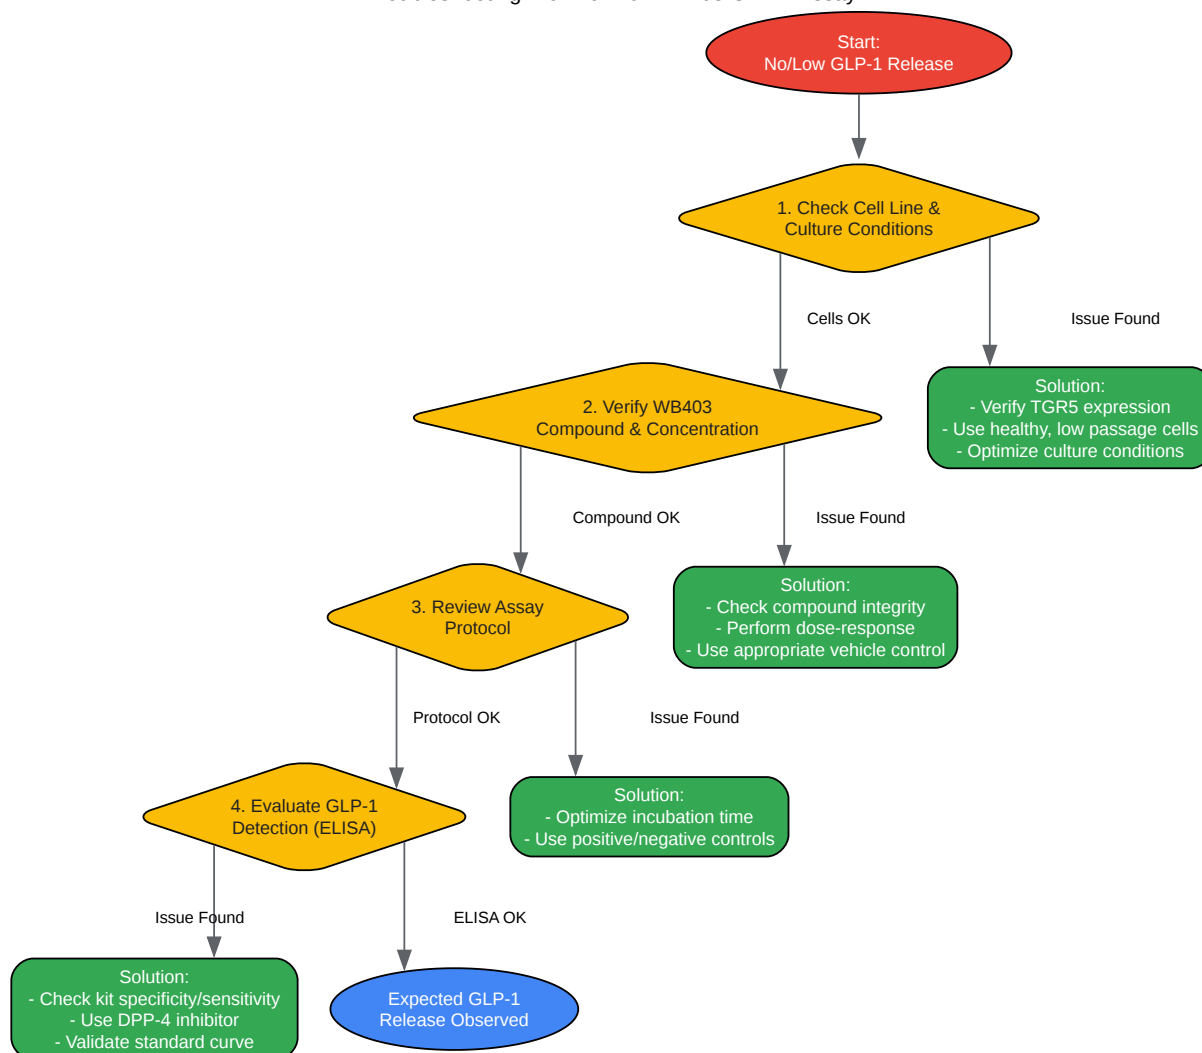 Start:
No/Low GLP-1 Release
1. Check Cell Line &
Culture Conditions
Cells OK
Issue Found
Solution:
- Verify TGR5 expression
- Use healthy, low passage cells
- Optimize culture conditions
2. Verify WB403
Compound & Concentration
Compound OK
Issue Found
Solution:
- Check compound integrity
- Perform dose-response
- Use appropriate vehicle control
3. Review Assay
Protocol
Protocol OK
Issue Found
Solution:
- Optimize incubation time
- Use positive/negative controls
4. Evaluate GLP-1
Detection (ELISA)
Issue Found
ELISA OK
Solution:
- Check kit specificity/sensitivity
- Use DPP-4 inhibitor
- Validate standard curve
Expected GLP-1
Release Observed